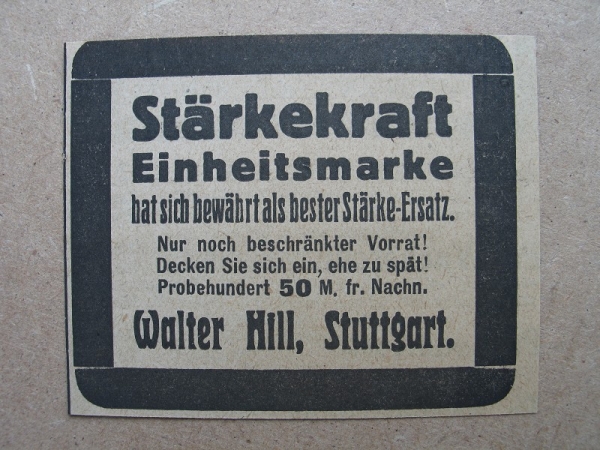 Stärkekraft
Einheitsmarke
hat sich bewährt als bester Stärke-Ersatz.
Nur noch beschränkter Vorrat!
Decken Sie sich ein, ehe zu spät!
Probehundert 50 M. fr. Nachn.
Walter Hill, Stuttgart.